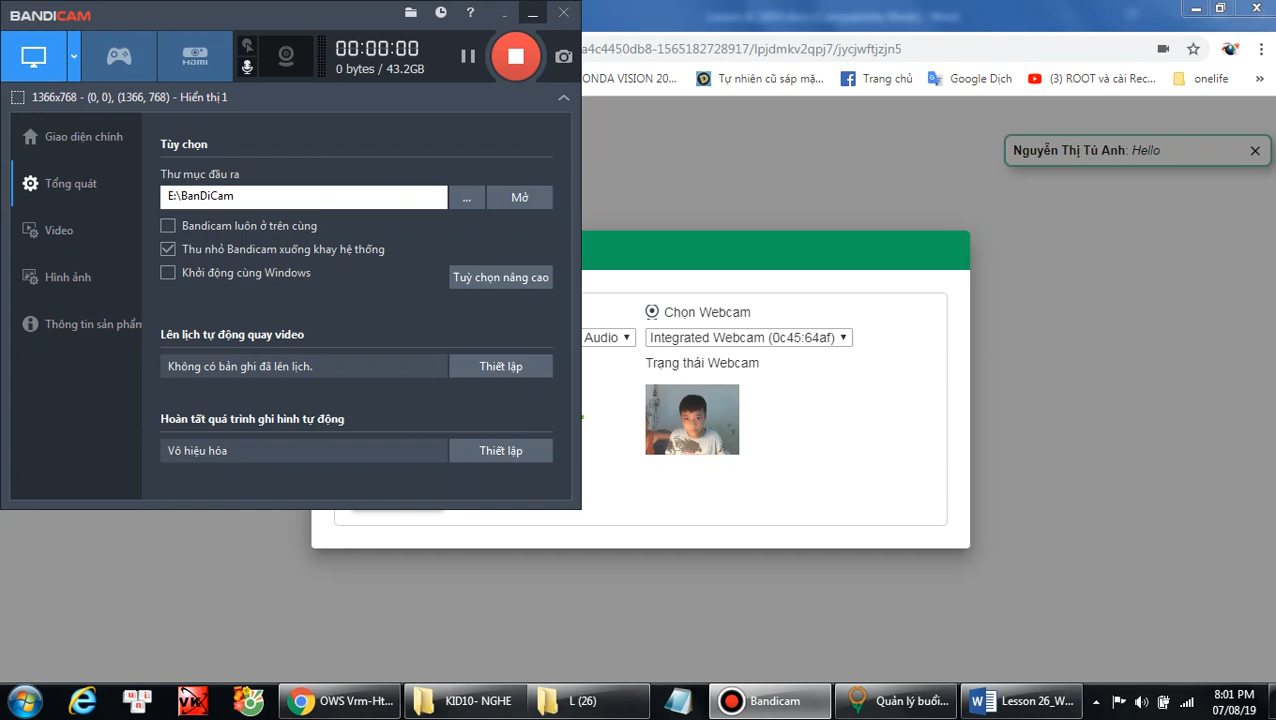 BANDICAM
?
00:00:00
0 bytes / 43.2GB
HDMI
1366x768 - (0, 0), (1366, 768) - Hiển thị 1
Giao diện chính
Tổng quát
Video
Hình ảnh
Thông tin sản phẩn
Tùy chọn
Thư mục đầu ra
E:\BanDiCam
...
Mở
Bandicam luôn ở trên cùng
Thu nhỏ Bandicam xuống khay hệ thống
Khởi động cùng Windows
Tuỳ chọn nâng cao
Lên lịch tự động quay video
Không có bản ghi đã lên lịch.
Thiết lập
Hoàn tất quá trình ghi hình tự động
Vô hiệu hóa
Thiết lập
a4c4450db8-1565182728917/lpjdmkv2qpj7/jycjwftjzjn5
ONDA VISION 20...
Tự nhiên cũ sáp mặ...
Trang chủ
Google Dịch
(3) ROOT và cài Rec...
onelife
»
Nguyễn Thị Tú Anh: Hello
Chọn Webcam
Audio
Integrated Webcam (0c45:64af)
Trạng thái Webcam
OWS Vrm-Ht...
KID10- NGHE
L (26)
Bandicam
Quản lý buổi...
Lesson 26_W...
8:01 PM
07/08/19